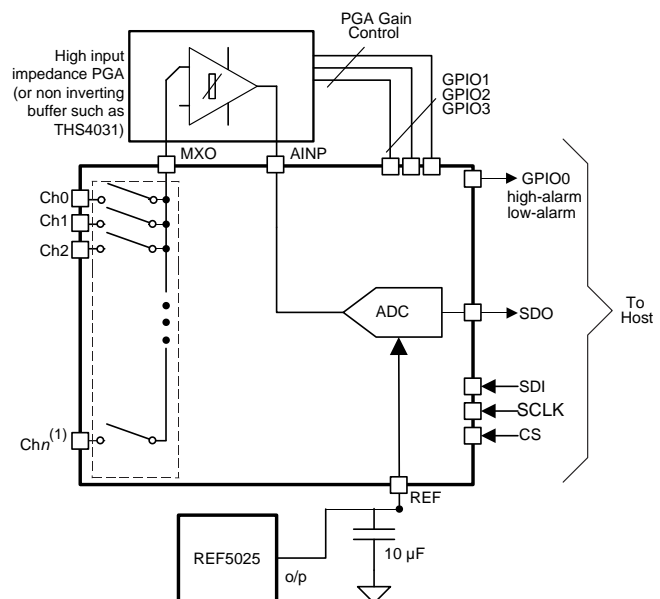 PGA Gain
Control
High input
impedance PGA
(or non inverting
buffer such as
THS4031)
GPIO1
GPIO2
GPIO3
MXO
AINP
Ch0
Ch1
Ch2
GPIO0
high-alarm
low-alarm
ADC
SDO
To
Host
SDI
SCLK
CS
Chn(1)
REF
REF5025
o/p
10 µF